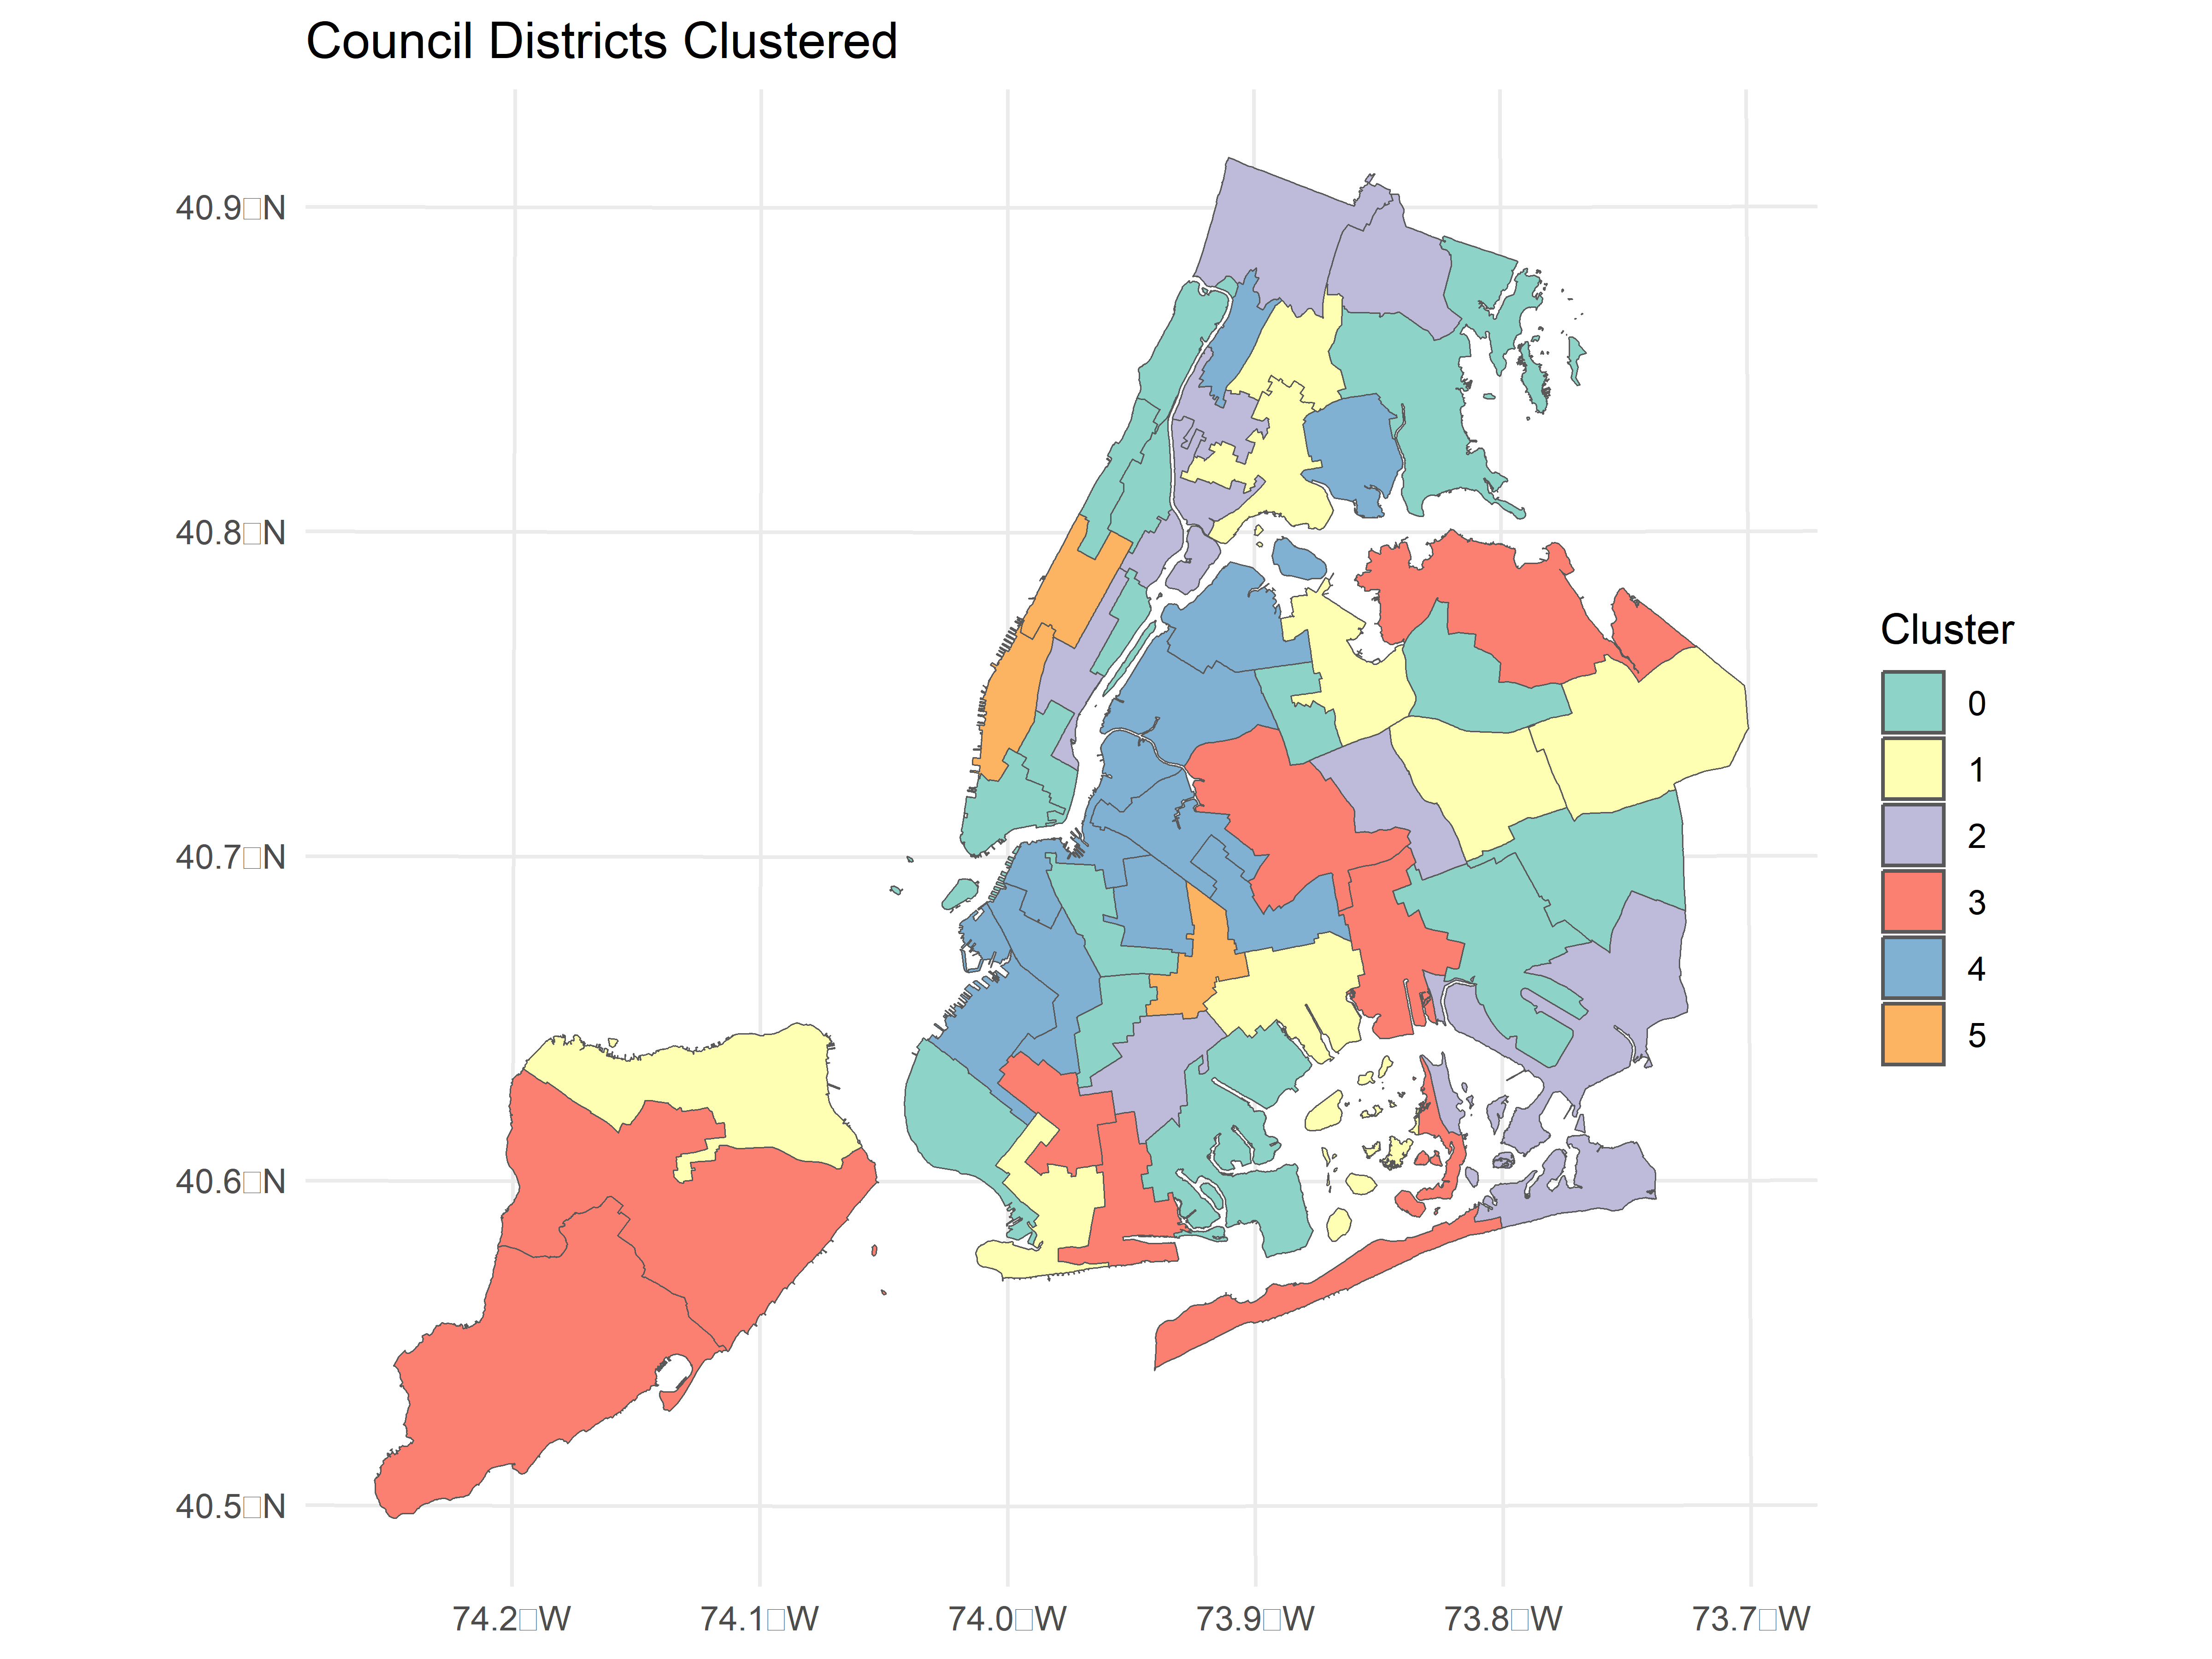 Council Districts Clustered
40.9□N
40.8□N
40.7□N
40.6□N
40.5□N
74.2□W
74.1□W
74.0□W
73.9□W
73.8□W
73.7□W
Cluster
0
1
2
3
4
5